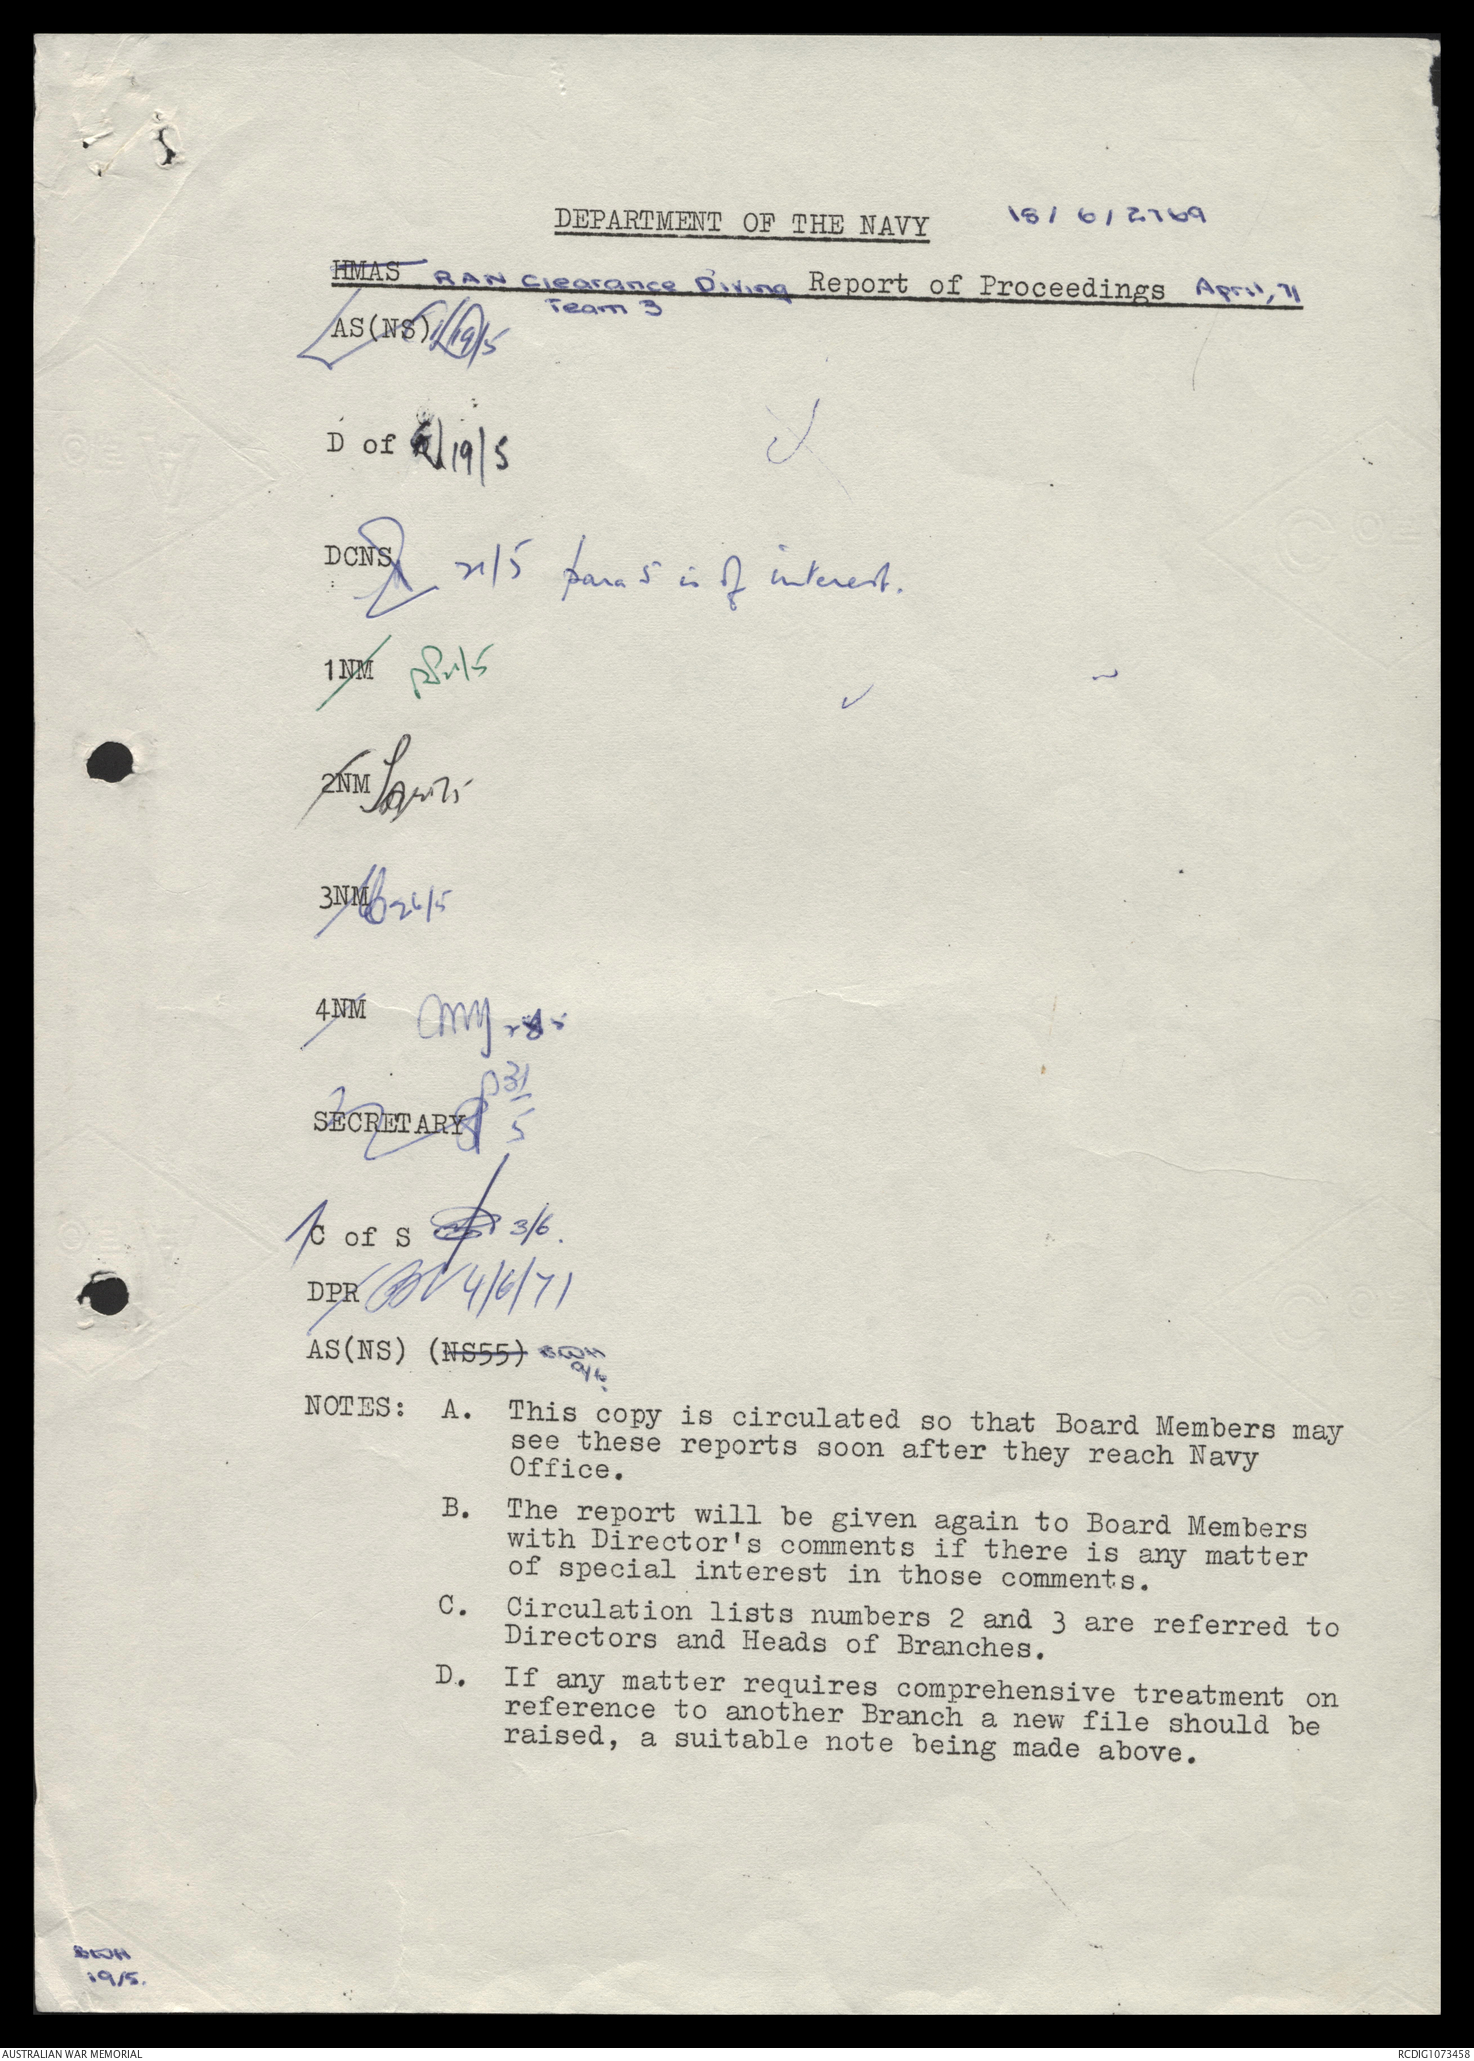 DEPARTMENT OF THE NAVY 18/6/2769
HMAS RAN Clearance Diving Report of Proceedings April, 71
Team 3
AS(NS) 19/5
D of 19/5
DCNS 21/5 para 5 is of interest.
1NM 21/5
2NM
3NM 26/5
4NM
SECRETARY 31/5
C of S 3/6.
DPR 4/6/71
AS(NS) (NS55) BWH
9/6
NOTES: A. This copy is circulated so that Board Members may
see these reports soon after they reach Navy
Office.
B. The report will be given again to Board Members
with Director's comments if there is any matter
of special interest in those comments.
C. Circulation lists numbers 2 and 3 are referred to
Directors and Heads of Branches.
D. If any matter requires comprehensive treatment on
reference to another Branch a new file should be
raised, a suitable note being made above.
BWH
19/5.
AUSTRALIAN WAR MEMORIAL RCDIG1073458